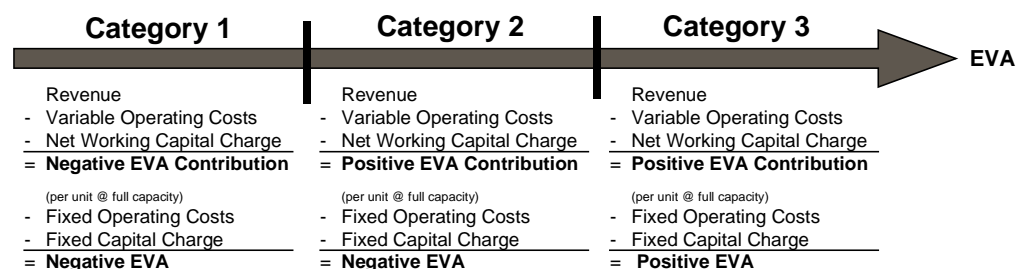 Category 1
Category 2
Category 3
EVA
Revenue
- Variable Operating Costs
- Net Working Capital Charge
= Negative EVA Contribution
(per unit @ full capacity)
- Fixed Operating Costs
- Fixed Capital Charge
= Negative EVA
Revenue
- Variable Operating Costs
- Net Working Capital Charge
= Positive EVA Contribution
(per unit @ full capacity)
- Fixed Operating Costs
- Fixed Capital Charge
= Negative EVA
Revenue
- Variable Operating Costs
- Net Working Capital Charge
= Positive EVA Contribution
(per unit @ full capacity)
- Fixed Operating Costs
- Fixed Capital Charge
= Positive EVA